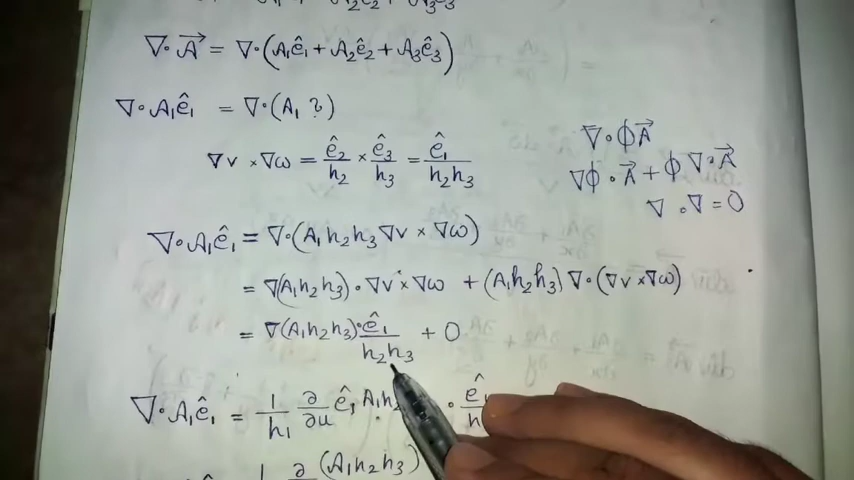 ∇·A⃗ = ∇·(A₁ê₁ + A₂ê₂ + A₃ê₃)
∇·A₁ê₁ = ∇·(A₁ ?)
∇v × ∇ω = ê₂/h₂ × ê₃/h₃ = ê₁/h₂h₃
∇·ϕA⃗
∇ϕ·A⃗ + ϕ ∇·A⃗
∇·∇ = 0
∇·A₁ê₁ = ∇·(A₁h₂h₃ ∇v × ∇ω)
= ∇(A₁h₂h₃)·∇v × ∇ω + (A₁h₂h₃) ∇·(∇v × ∇ω)
= ∇(A₁h₂h₃)·ê₁/h₂h₃ + 0
∇·A₁ê₁ = 1/h₁ ∂/∂u ê₁ A₁h₂ · ê
∂ (A₁h₂h₃)